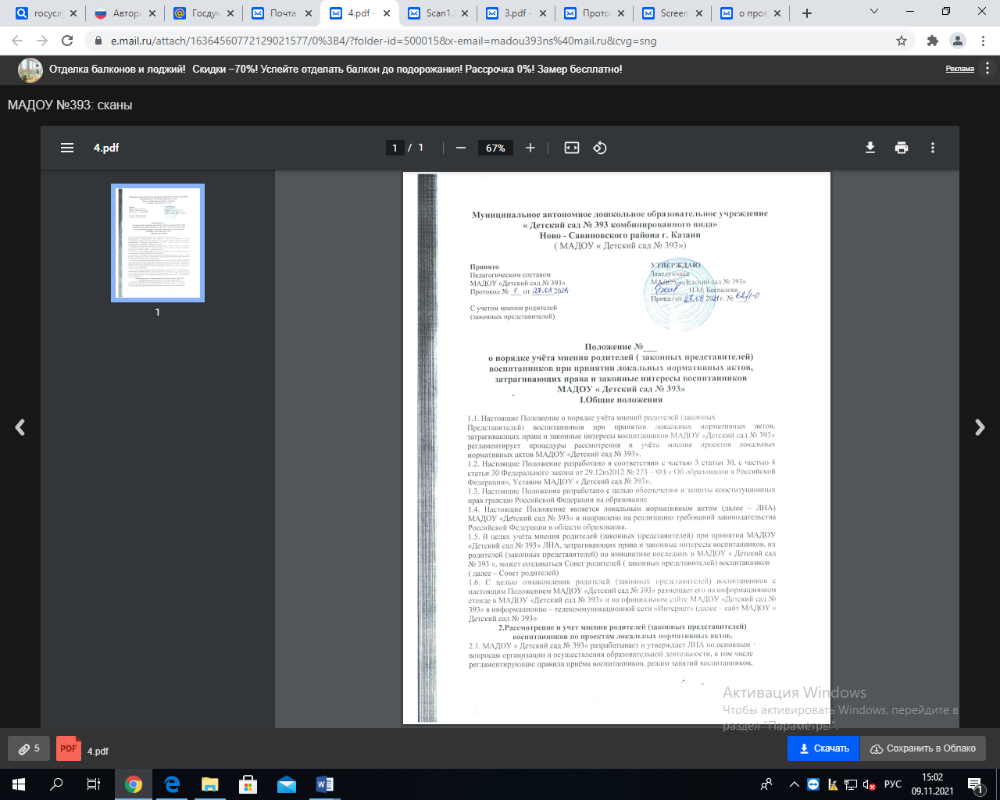 госусл
Автори
Госдум
Почта
4.pdf -
Scan1.
3.pdf -
Прото
Screen
о пров
e.mail.ru/attach/16364560772129021577/0%3B4/?folder-id=500015&x-email=madou393ns%40mail.ru&cvg=sng
Отделка балконов и лоджий! Скидки −70%! Успейте отделать балкон до подорожания! Рассрочка 0%! Замер бесплатно!
Реклама
МАДОУ №393: сканы
4.pdf
1 / 1
67%
1
Муниципальное автономное дошкольное образовательное учреждение
« Детский сад № 393 комбинированного вида»
Ново - Савиновского района г. Казани
( МАДОУ « Детский сад № 393»)
Принято
Педагогическим составом
МАДОУ «Детский сад № 393»
Протокол № 1 от 27.08 2021г
С учетом мнения родителей
(законных представителей)
УТВЕРЖДАЮ
Заведующая
МАДОУ «Детский сад № 393»
Н.М. Беспалова
Приказ от 27.08 2021 г. № 62/1-О
Положение №___
о порядке учёта мнения родителей ( законных представителей)
воспитанников при принятии локальных нормативных актов,
затрагивающих права и законные интересы воспитанников
МАДОУ « Детский сад № 393»
I.Общие положения
1.1. Настоящие Положение о порядке учёта мнений родителей (законных
Представителей) воспитанников при принятии локальных нормативных актов,
затрагивающих права и законные интересы воспитанников МАДОУ «Детский сад № 393»
регламентирует процедуры рассмотрения и учёта мнения проектов локальных
нормативных актов МАДОУ «Детский сад № 393».
1.2. Настоящие Положение разработано в соответствии с частью 3 статьи 30, с частью 4
статьи 30 Федерального закона от 29.12ю2012 № 273 – ФЗ « Об образовании в Российской
Федерации», Уставом МАДОУ « Детский сад № 393».
1.3. Настоящие Положение разработано с целью обеспечения и защиты конституционных
прав граждан Российской Федерации на образование.
1.4. Настоящие Положение является локальным нормативным актом (далее – ЛНА)
МАДОУ «Детский сад № 393» и направлено на реализацию требований законодательства
Российской Федерации в области образования.
1.5. В целях учёта мнения родителей (законных представителей) при принятии МАДОУ
«Детский сад № 393» ЛНА, затрагивающих права и законные интересы воспитанников, их
родителей (законных представителей) по инициативе последних в МАДОУ « Детский сад
№ 393 «, может создаваться Совет родителей ( законных представителей) воспитанников
( далее – Совет родителей)
1.6. С целью ознакомления родителей (законных представителей) воспитанников с
настоящим Положением МАДОУ «Детский сад № 393» размещает его на информационном
стенде в МАДОУ «Детский сад № 393» и на официальном сайте МАДОУ «Детский сад №
393» в информационно – телекоммуникационной сети «Интернет» (далее – сайт МАДОУ «
Детский сад № 393»
2.Рассмотрение и учет мнения родителей (законных представителей)
воспитанников по проектам локальных нормативных актов.
2.1. МАДОУ « Детский сад № 393» разрабатывает и утверждает ЛНА по основным
вопросам организации и осуществления образовательной деятельности, в том числе
регламентирующие правила приёма воспитанников, режим занятий воспитанников,
Активация Windows
Чтобы активировать Windows, перейдите в
раздел "Параметры".
5
PDF
4.pdf
Скачать
Сохранить в Облако
РУС
15:02
09.11.2021
1